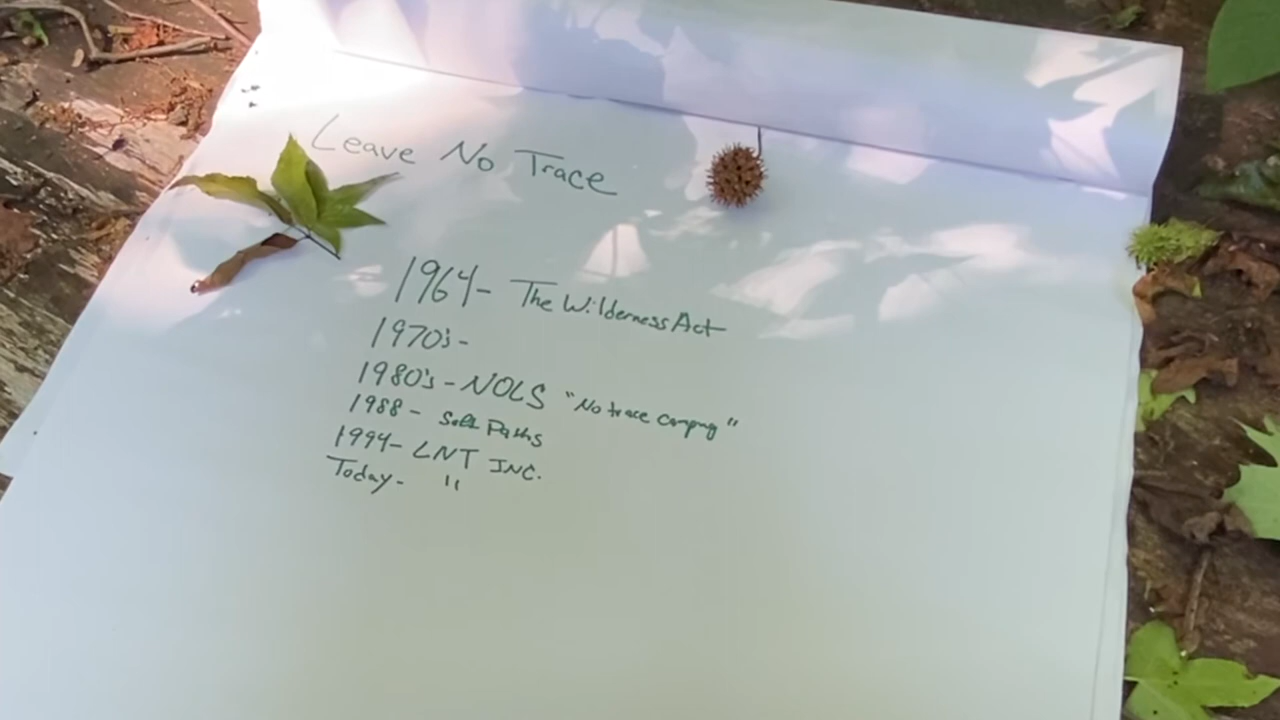 Leave No Trace
1964- The Wilderness Act
1970's-
1980's - NOLS "No trace camping"
1988- Soft Paths
1994- LNT INC.
Today- "